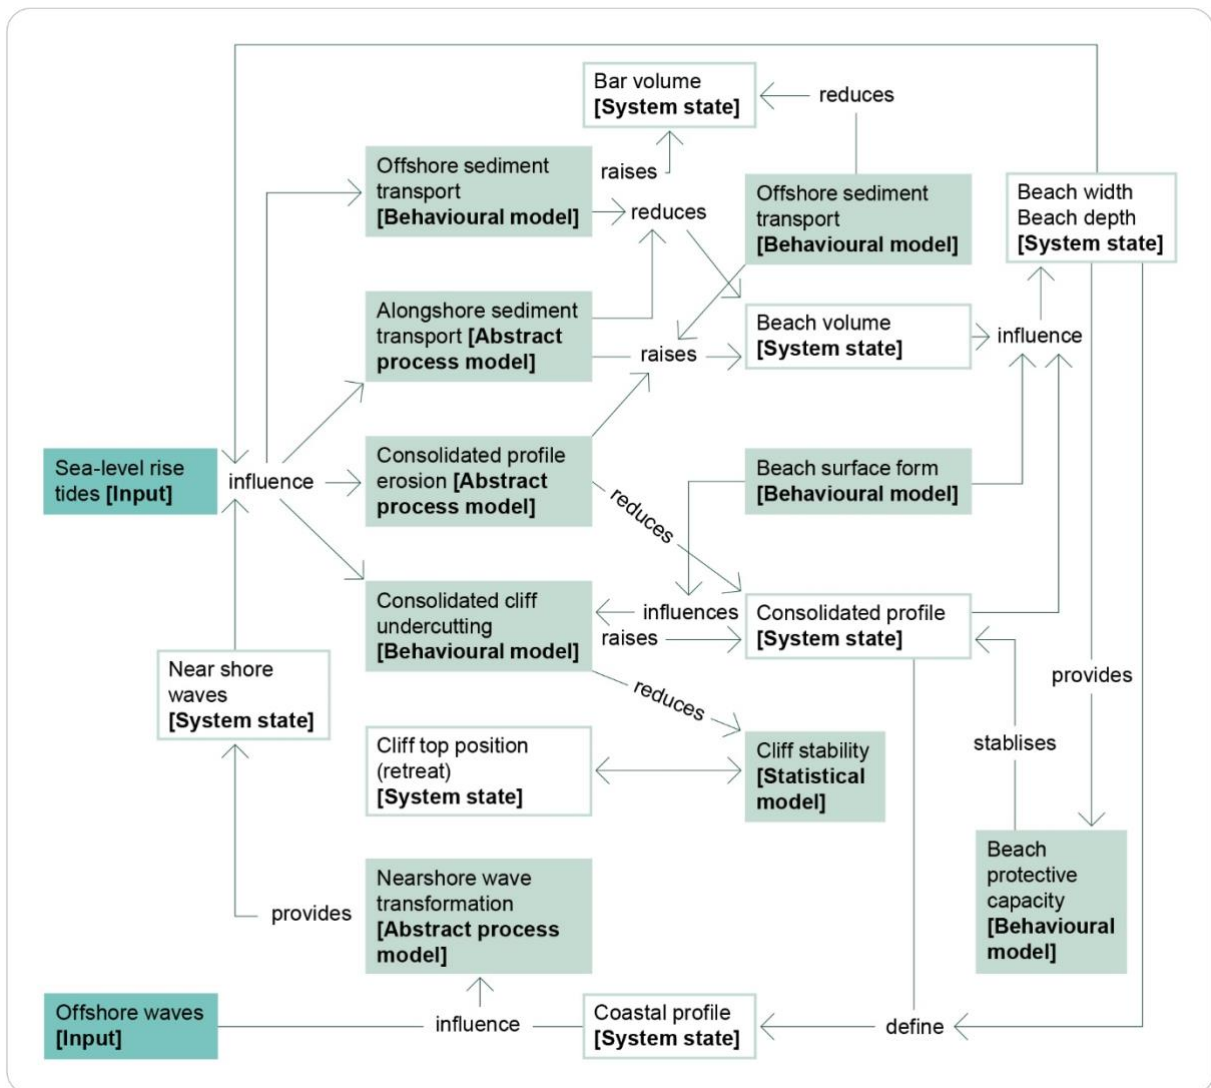 Bar volume
[System state]
reduces
raises
Offshore sediment
transport
[Behavioural model]
reduces
Offshore sediment
transport
[Behavioural model]
Beach width
Beach depth
[System state]
Alongshore sediment
transport [Abstract
process model]
raises
Beach volume
[System state]
influence
Sea-level rise
tides [Input]
influence
Consolidated profile
erosion [Abstract
process model]
reduces
Beach surface form
[Behavioural model]
Consolidated cliff
undercutting
[Behavioural model]
influences
raises
Consolidated profile
[System state]
Near shore
waves
[System state]
reduces
provides
Cliff top position
(retreat)
[System state]
Cliff stability
[Statistical
model]
stablises
Beach
protective
capacity
[Behavioural
model]
provides
Nearshore wave
transformation
[Abstract process
model]
Offshore waves
[Input]
influence
Coastal profile
[System state]
define